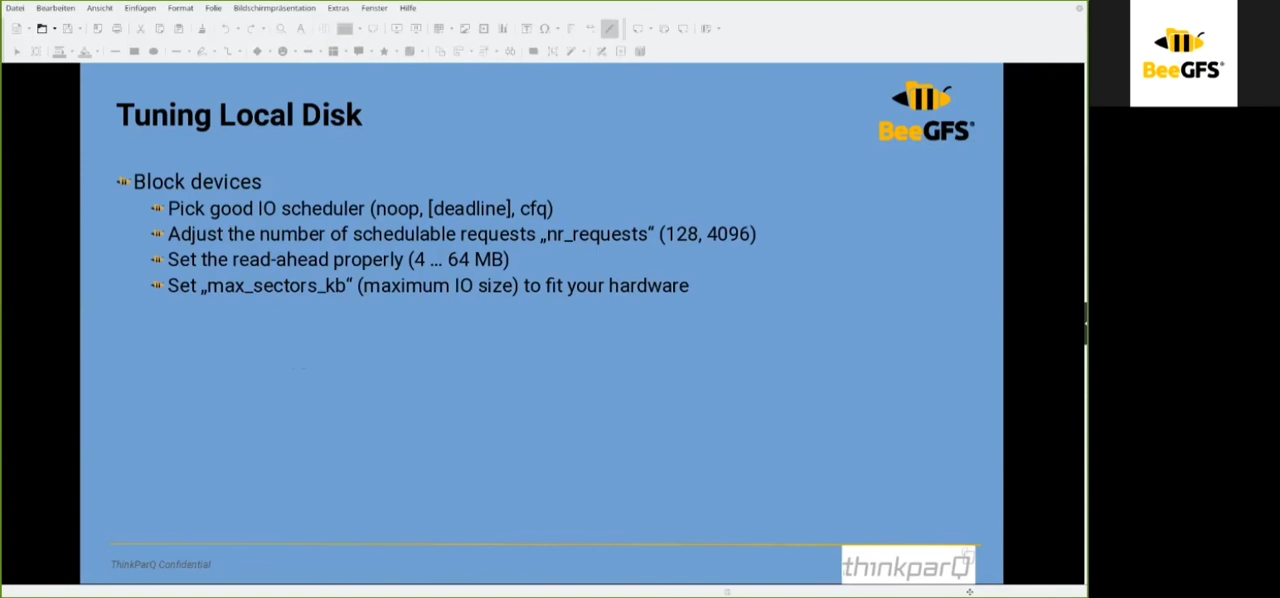 Datei Bearbeiten Ansicht Einfügen Format Folie Bildschirmpräsentation Extras Fenster Hilfe
BeeGFS®
Tuning Local Disk
BeeGFS®
Block devices
Pick good IO scheduler (noop, [deadline], cfq)
Adjust the number of schedulable requests „nr_requests“ (128, 4096)
Set the read-ahead properly (4 ... 64 MB)
Set „max_sectors_kb“ (maximum IO size) to fit your hardware
ThinkParQ Confidential
thinkparQ